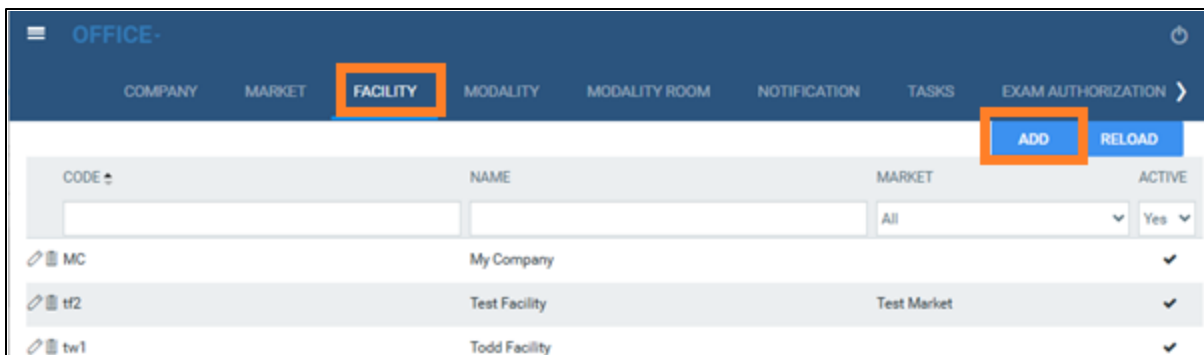 OFFICE-
COMPANY MARKET FACILITY MODALITY MODALITY ROOM NOTIFICATION TASKS EXAM AUTHORIZATION
ADD RELOAD
CODE NAME MARKET ACTIVE
All Yes
MC My Company
tf2 Test Facility Test Market
tw1 Todd Facility